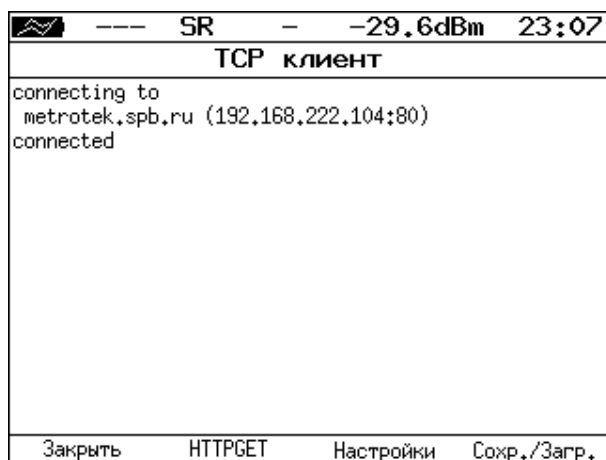 --- SR - -29.6dBm 23:07
TCP клиент
connecting to
metrotek.spb.ru (192.168.222.104:80)
connected
Закрыть HTTPGET Настройки Сохр./Загр.